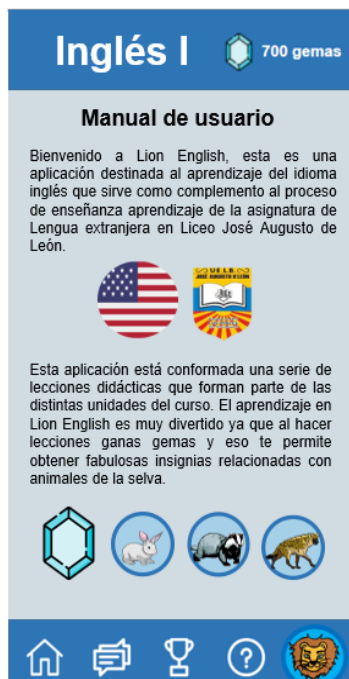 Inglés I
700 gemas
Manual de usuario
Bienvenido a Lion English, esta es una
aplicación destinada al aprendizaje del idioma
inglés que sirve como complemento al proceso
de enseñanza aprendizaje de la asignatura de
Lengua extranjera en Liceo José Augusto de
León.
U E L B
JOSE AUGUSTO D'LEON
Esta aplicación está conformada una serie de
lecciones didácticas que forman parte de las
distintas unidades del curso. El aprendizaje en
Lion English es muy divertido ya que al hacer
lecciones ganas gemas y eso te permite
obtener fabulosas insignias relacionadas con
animales de la selva.